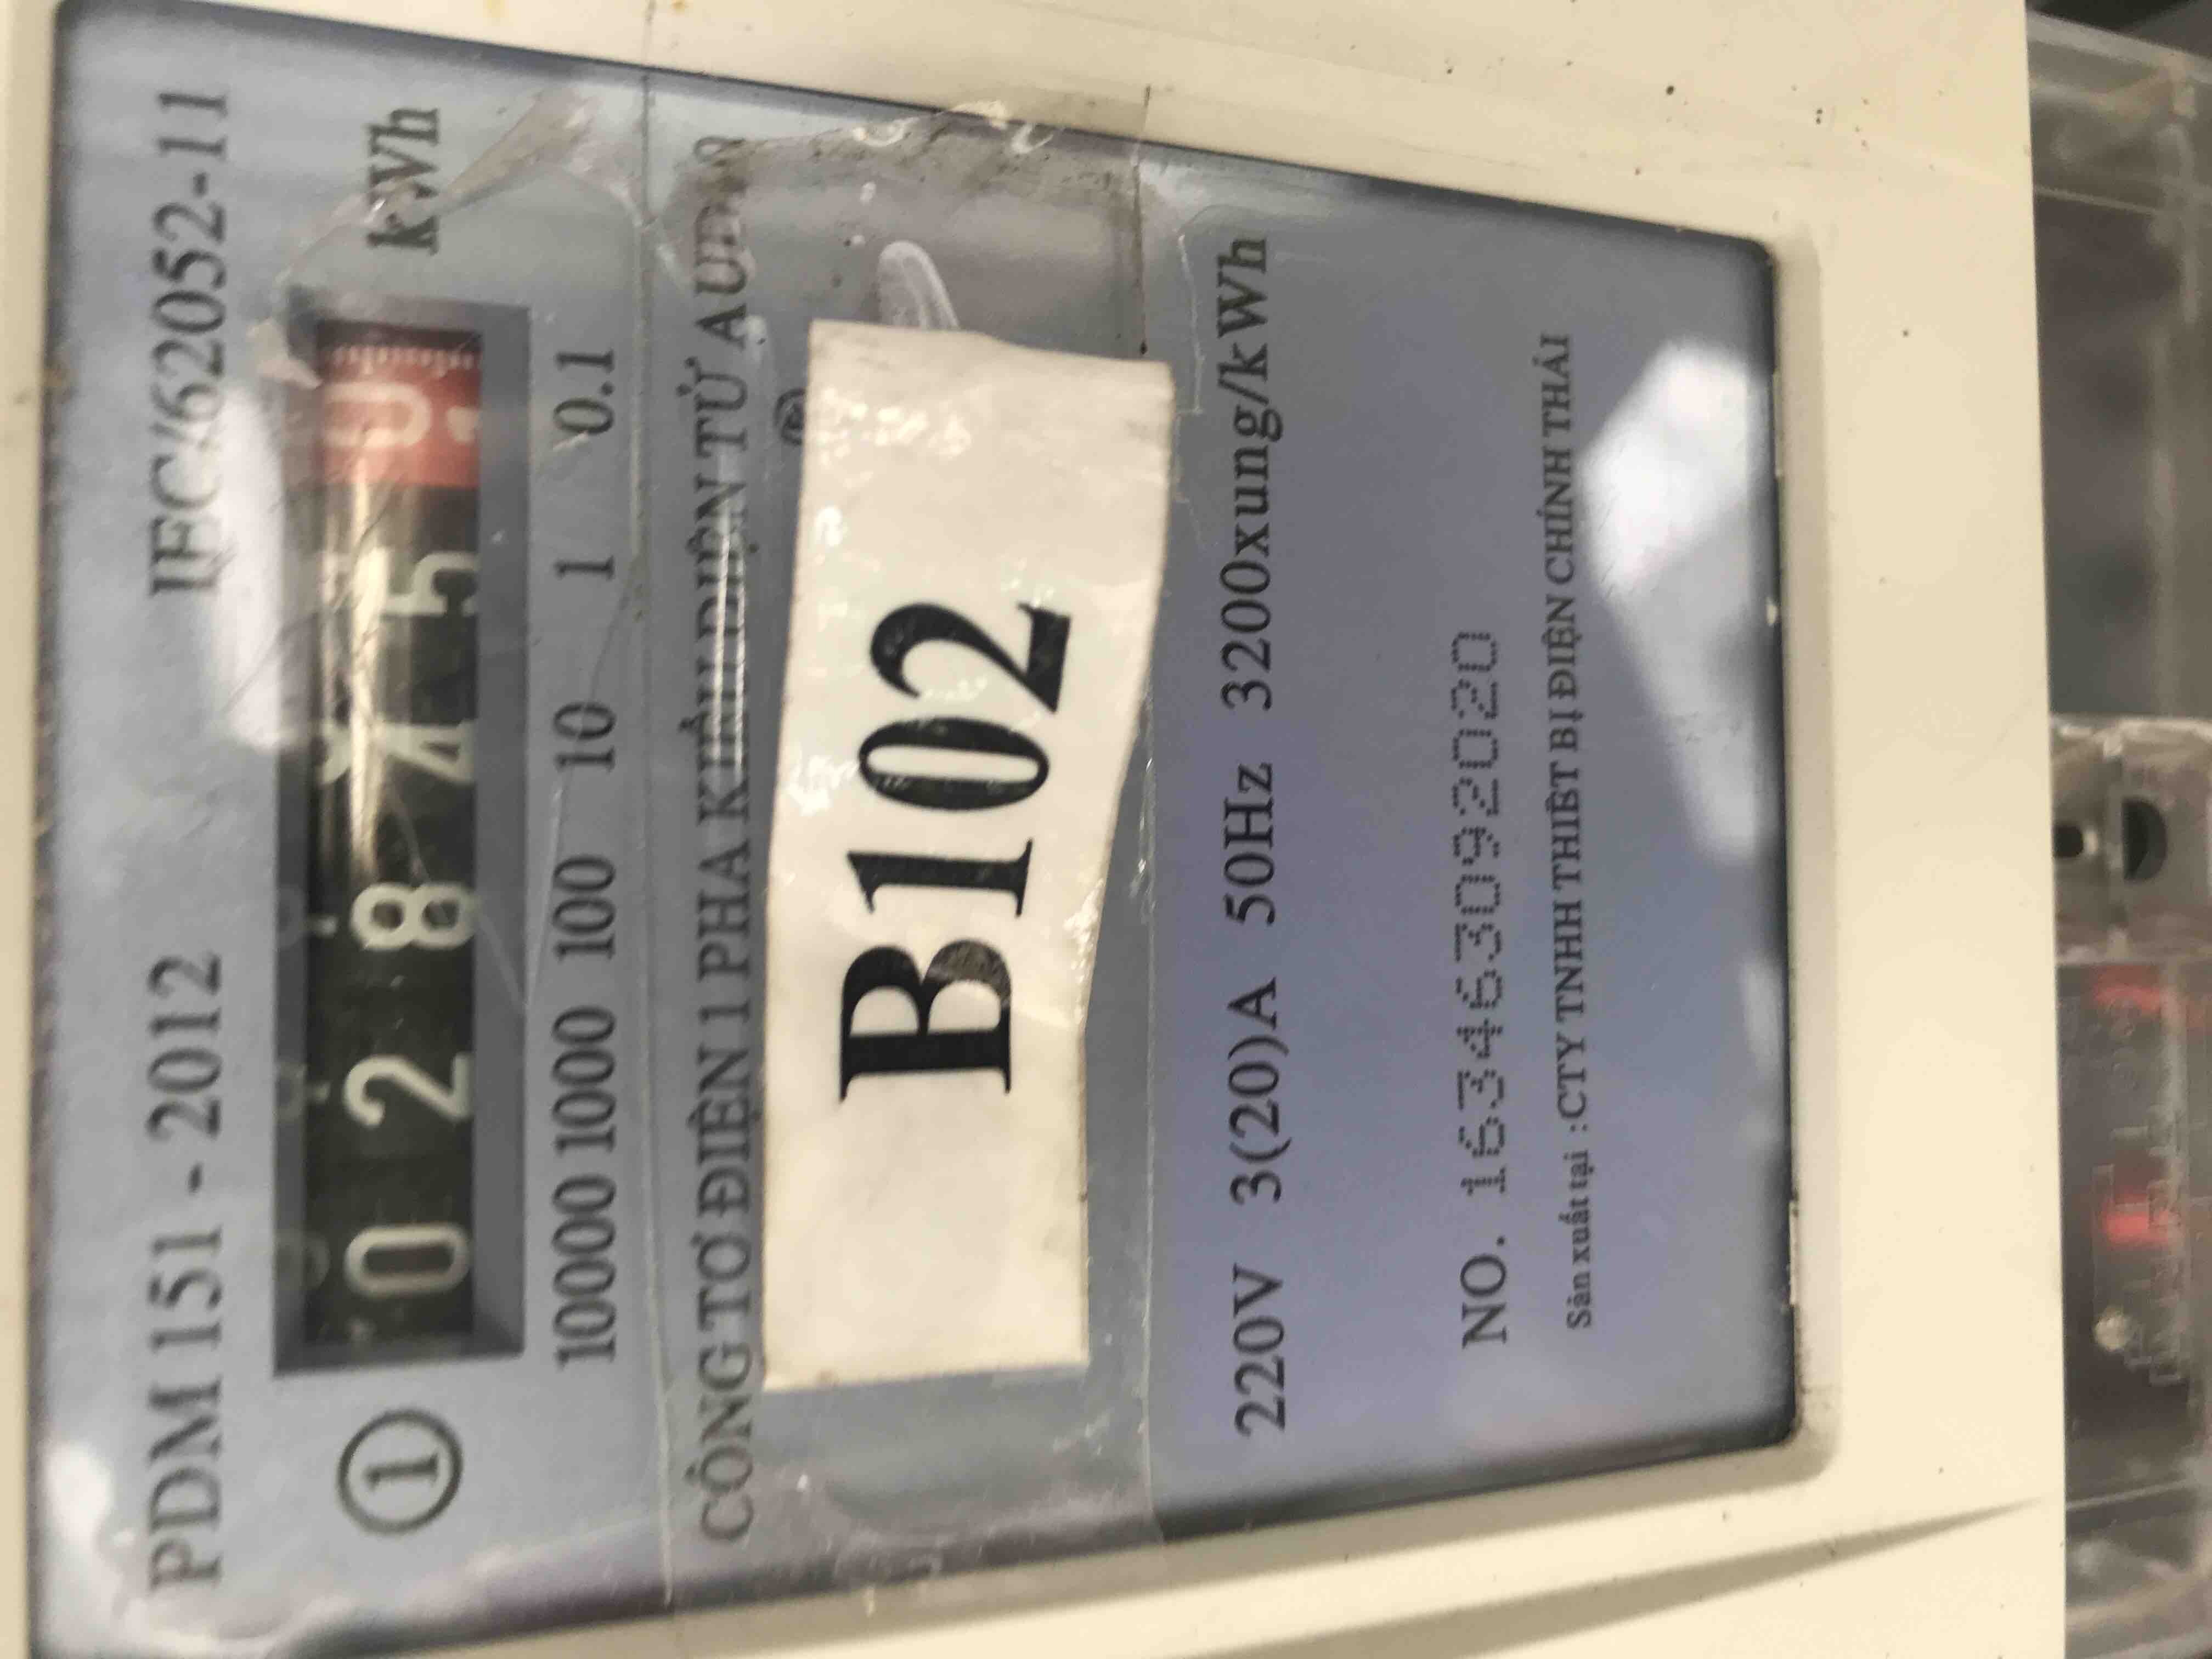 PDM 151 - 2012 IEC 62052-11
1 0 2 8 4 5 0 kWh
10000 1000 100 10 1 0.1
CÔNG TƠ ĐIỆN 1 PHA KIỂU ĐIỆN TỬ
B102
220V 3(20)A 50Hz 3200xung/kWh
NO. 163463092020
Sản xuất tại :CTY TNHH THIẾT BỊ ĐIỆN CHÍNH THÁI